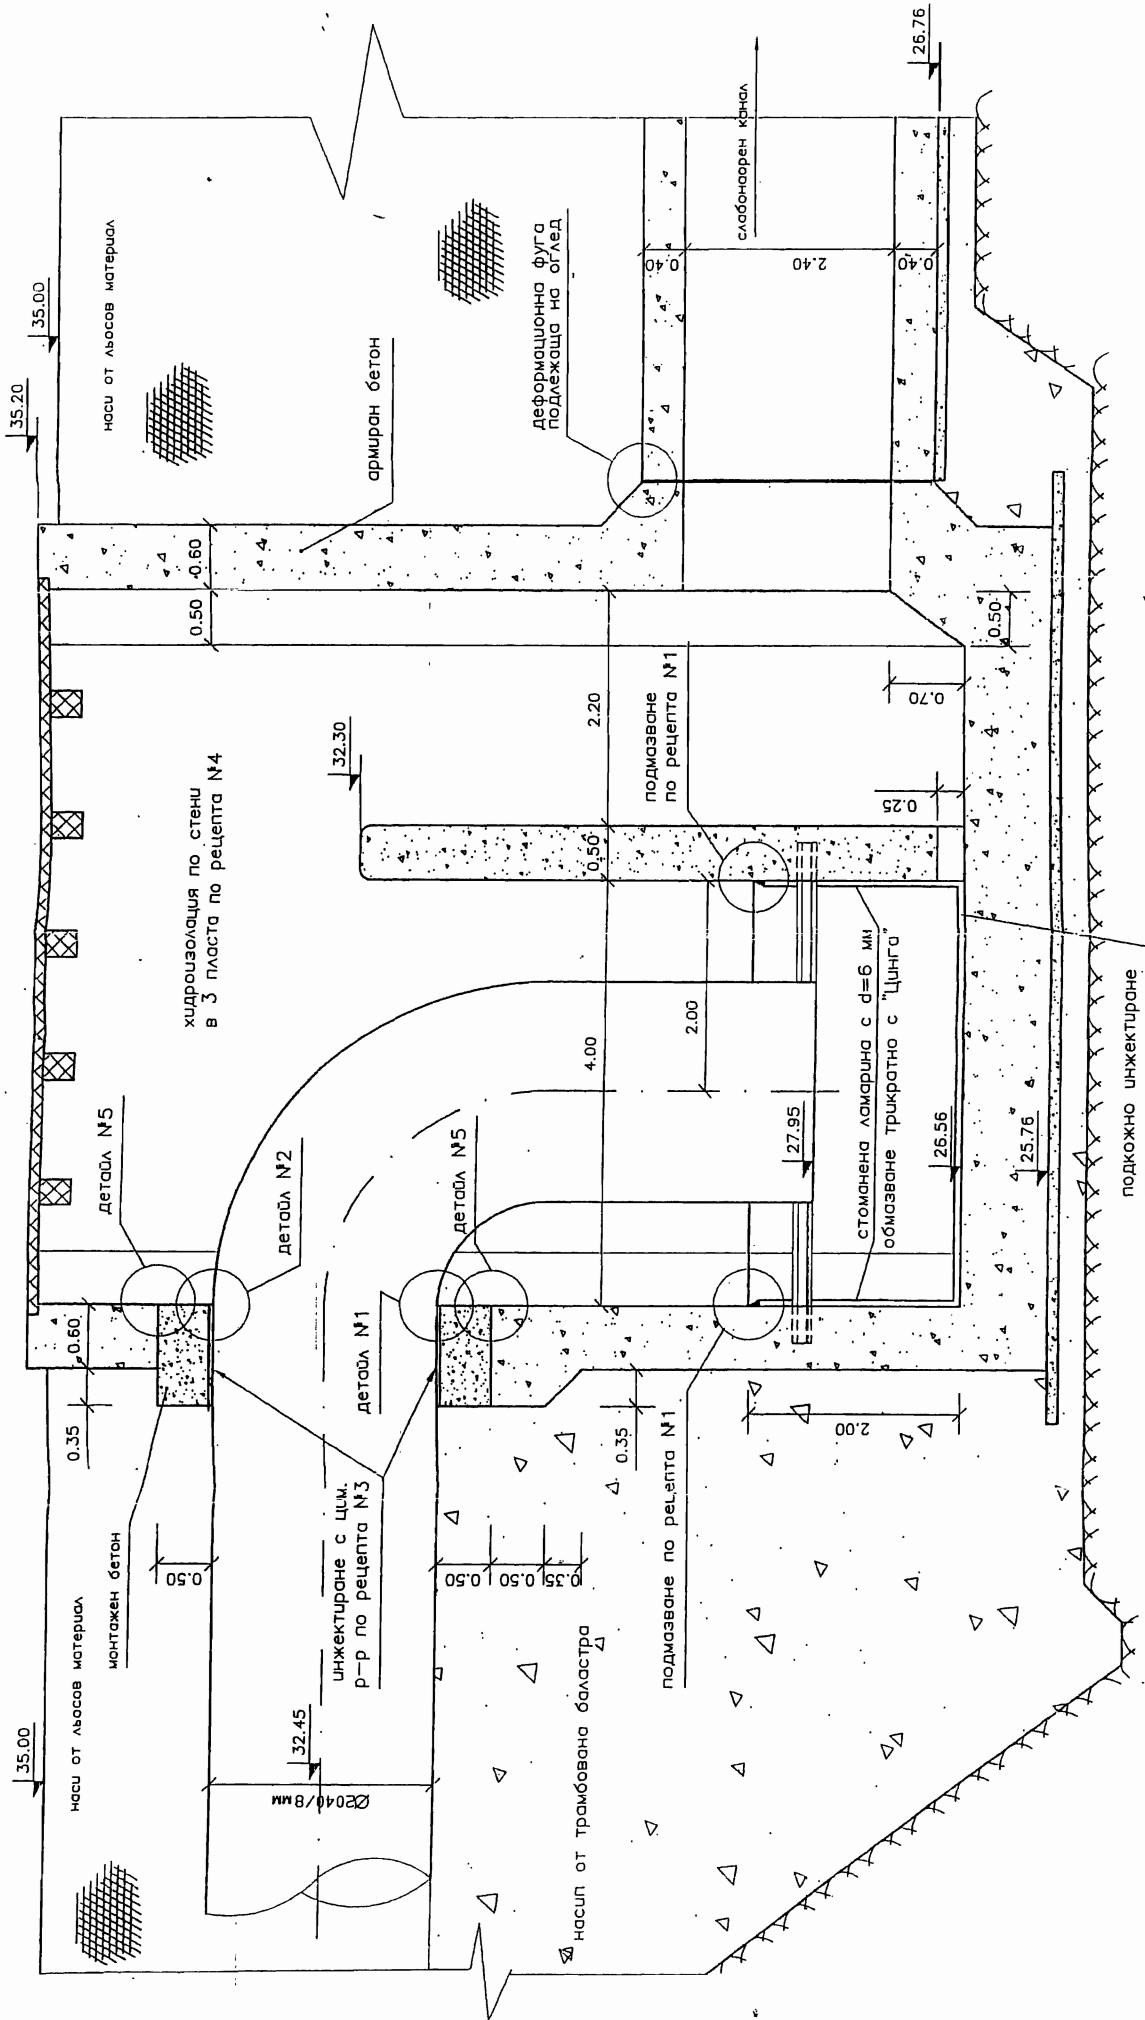 35.00
наси от льосов материал
монтажен бетон
0.50
0.35
0.60
детайл №5
детайл №2
хидроизолация по стени
в 3 пласта по рецепта №4
35.20
35.00
наси от льосов материал
0.50
0.60
армиран бетон
32.30
32.45
Ø2040/8мм
инжектиране с цим.
р-р по рецепта №3
детайл №1
детайл №5
0.50
0.50
0.35
0.35
4.00
0.50
2.20
2.00
подмазване
по рецепта №1
деформационна фуга
подлежаща на оглед
0.40
2.40
0.40
слабонаорен канал
26.76
насип от трамбована баластра
подмазване по рецепта №1
2.00
27.95
стоманена ламарина с d=6 мм
обмазване трикратно с "Цинга"
0.25
0.70
0.50
26.56
25.76
подкожно инжектиране